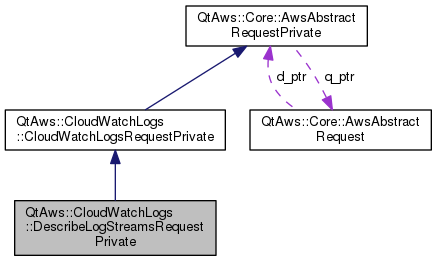 QtAws::Core::AwsAbstract
RequestPrivate
d_ptr
q_ptr
QtAws::CloudWatchLogs
::CloudWatchLogsRequestPrivate
QtAws::Core::AwsAbstract
Request
QtAws::CloudWatchLogs
::DescribeLogStreamsRequest
Private